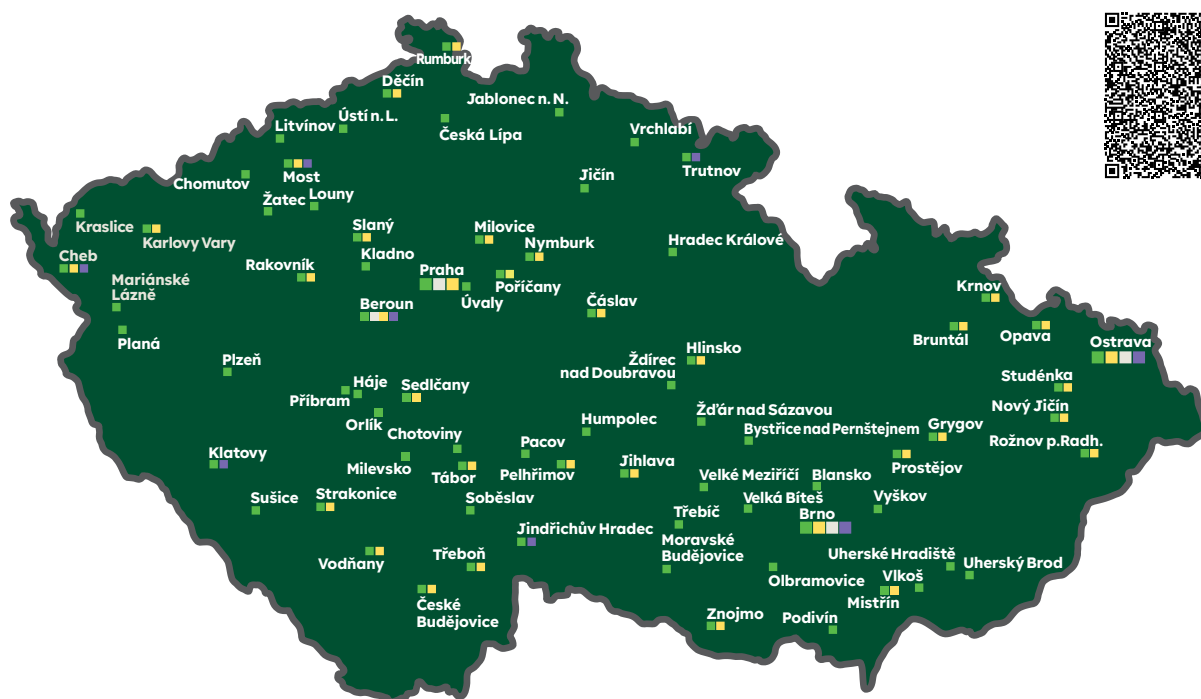 Rumburk
Děčín
Jablonec n. N.
Ústí n. L.
Litvínov
Česká Lípa
Vrchlabí
Most
Trutnov
Chomutov
Jičín
Louny
Žatec
Kraslice
Slaný
Milovice
Karlovy Vary
Nymburk
Hradec Králové
Cheb
Kladno
Rakovník
Praha
Poříčany
Mariánské
Lázně
Úvaly
Krnov
Beroun
Čáslav
Planá
Bruntál
Opava
Ostrava
Hlinsko
Plzeň
Ždírec
nad Doubravou
Studénka
Háje
Sedlčany
Příbram
Nový Jičín
Orlík
Humpolec
Žďár nad Sázavou
Grygov
Chotoviny
Bystřice nad Pernštejnem
Rožnov p.Radh.
Klatovy
Pacov
Jihlava
Milevsko
Prostějov
Tábor
Pelhřimov
Velké Meziříčí
Blansko
Sušice
Strakonice
Soběslav
Velká Bíteš
Vyškov
Třebíč
Brno
Jindřichův Hradec
Moravské
Budějovice
Třeboň
Uherské Hradiště
Vodňany
Uherský Brod
Olbramovice
Vlkoš
České
Budějovice
Mistřín
Znojmo
Podivín